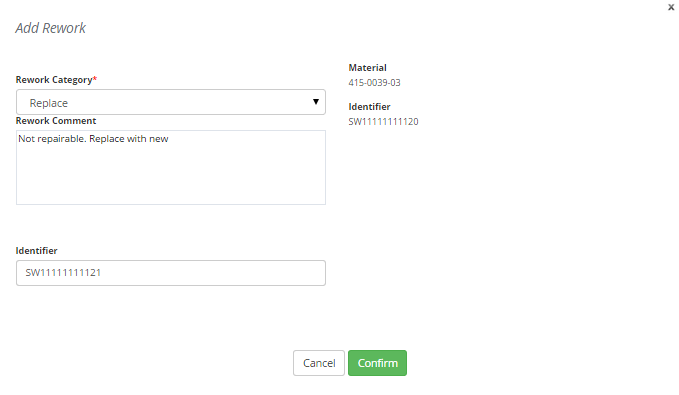 x
Add Rework
Rework Category*
Replace
Rework Comment
Not repairable. Replace with new
Material
415-0039-03
Identifier
SW11111111120
Identifier
SW11111111121
Cancel
Confirm